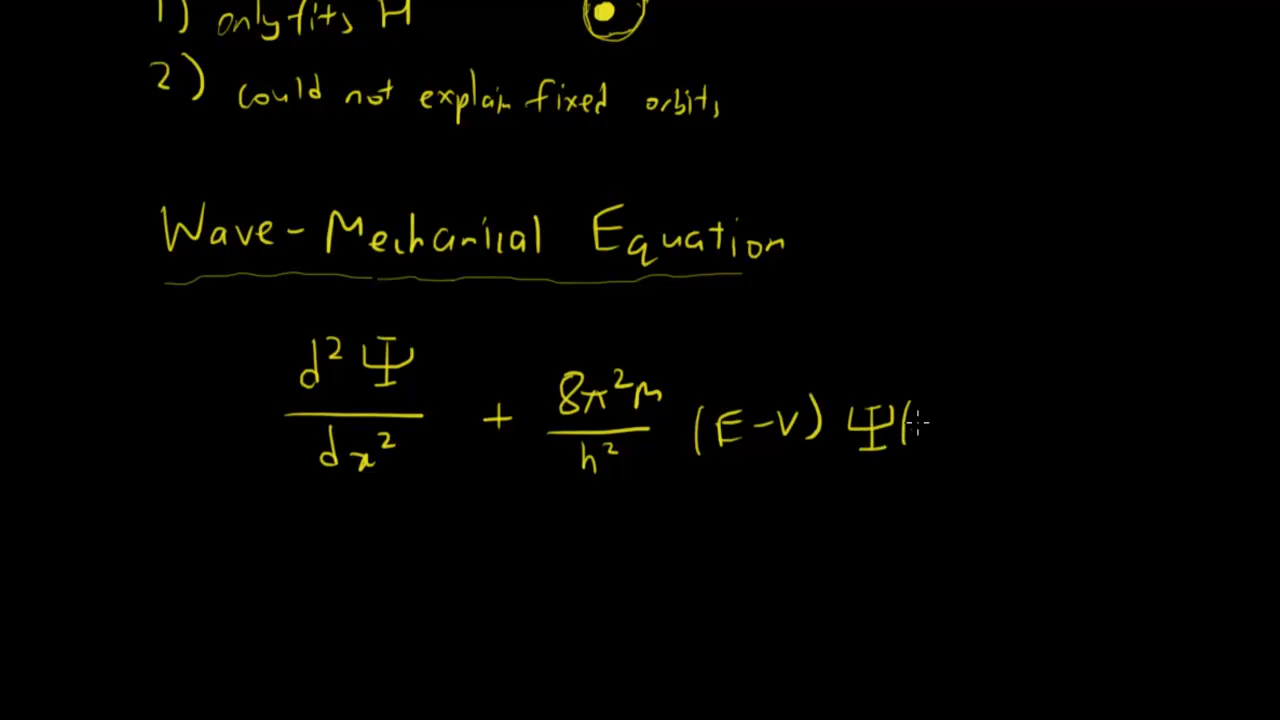 1) only fits H
2) could not explain fixed orbits
Wave-Mechanical Equation
d²Ψ/dx² + 8π²m/h² (E-V) Ψ(